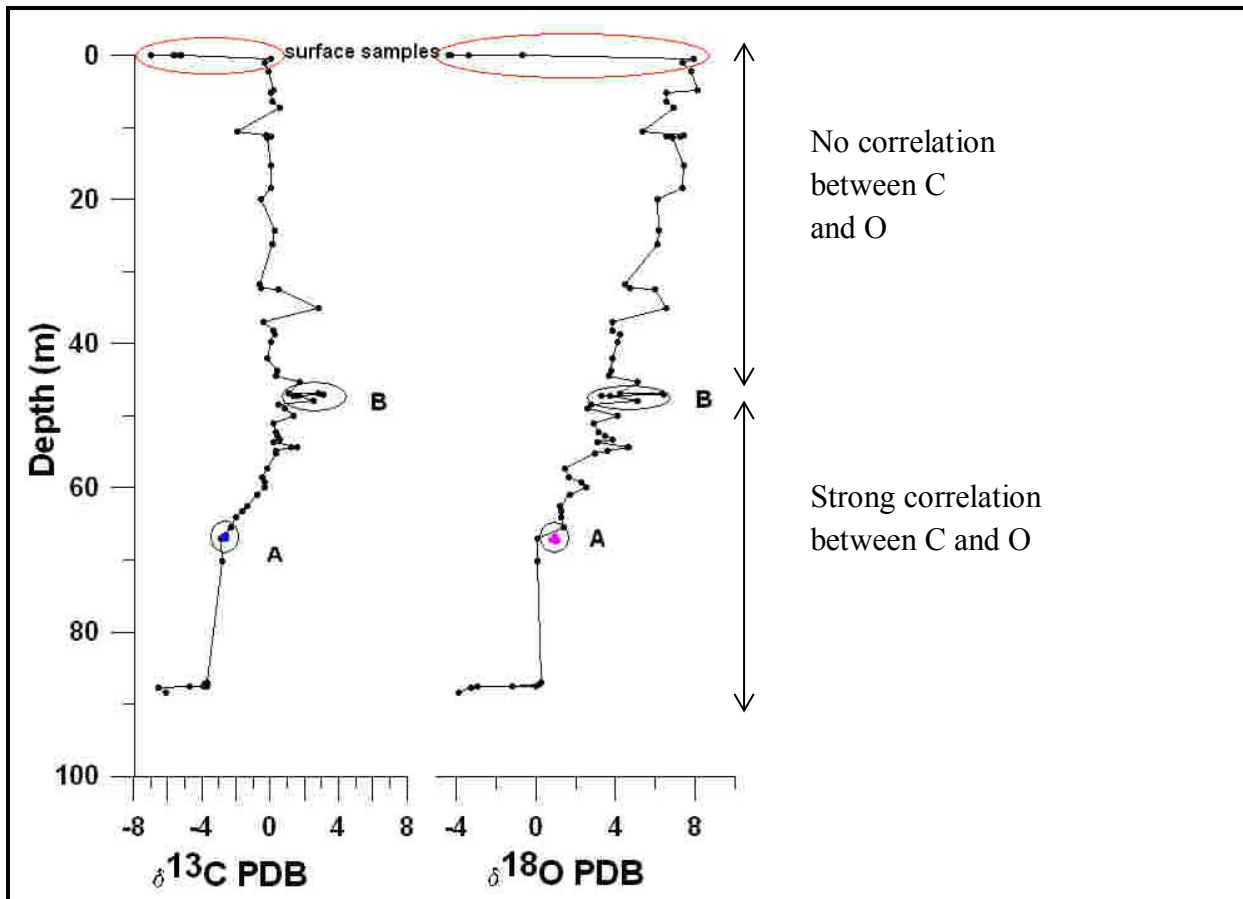 surface samples
0
20
40
60
80
100
Depth (m)
B
A
-8 -4 0 4 8
δ13C PDB
B
A
-4 0 4 8
δ18O PDB
No correlation
between C
and O
Strong correlation
between C and O